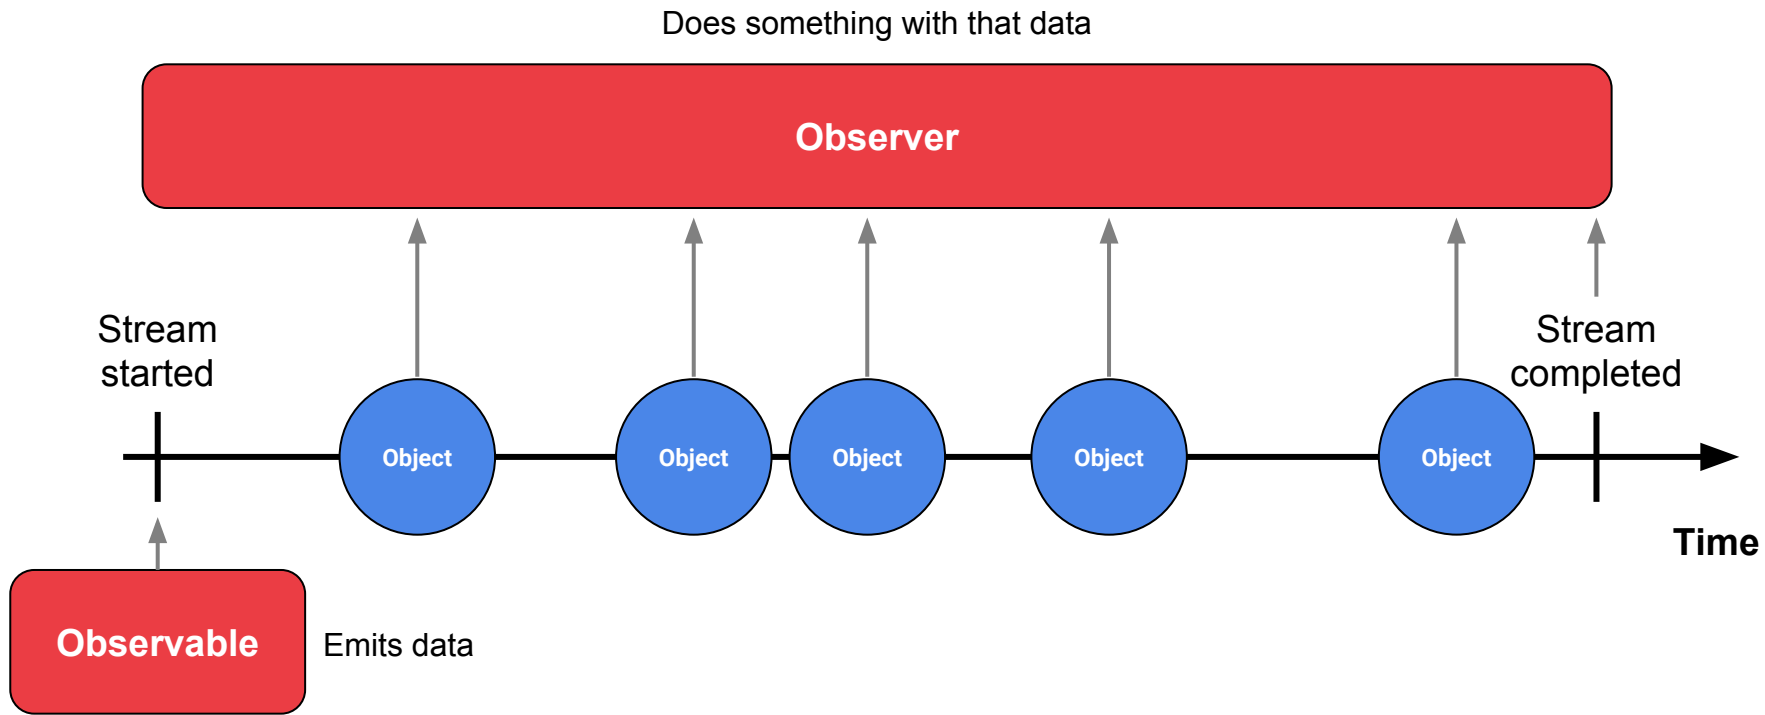 Does something with that data
Observer
Stream
started
Stream
completed
Object
Object
Object
Object
Object
Time
Observable
Emits data